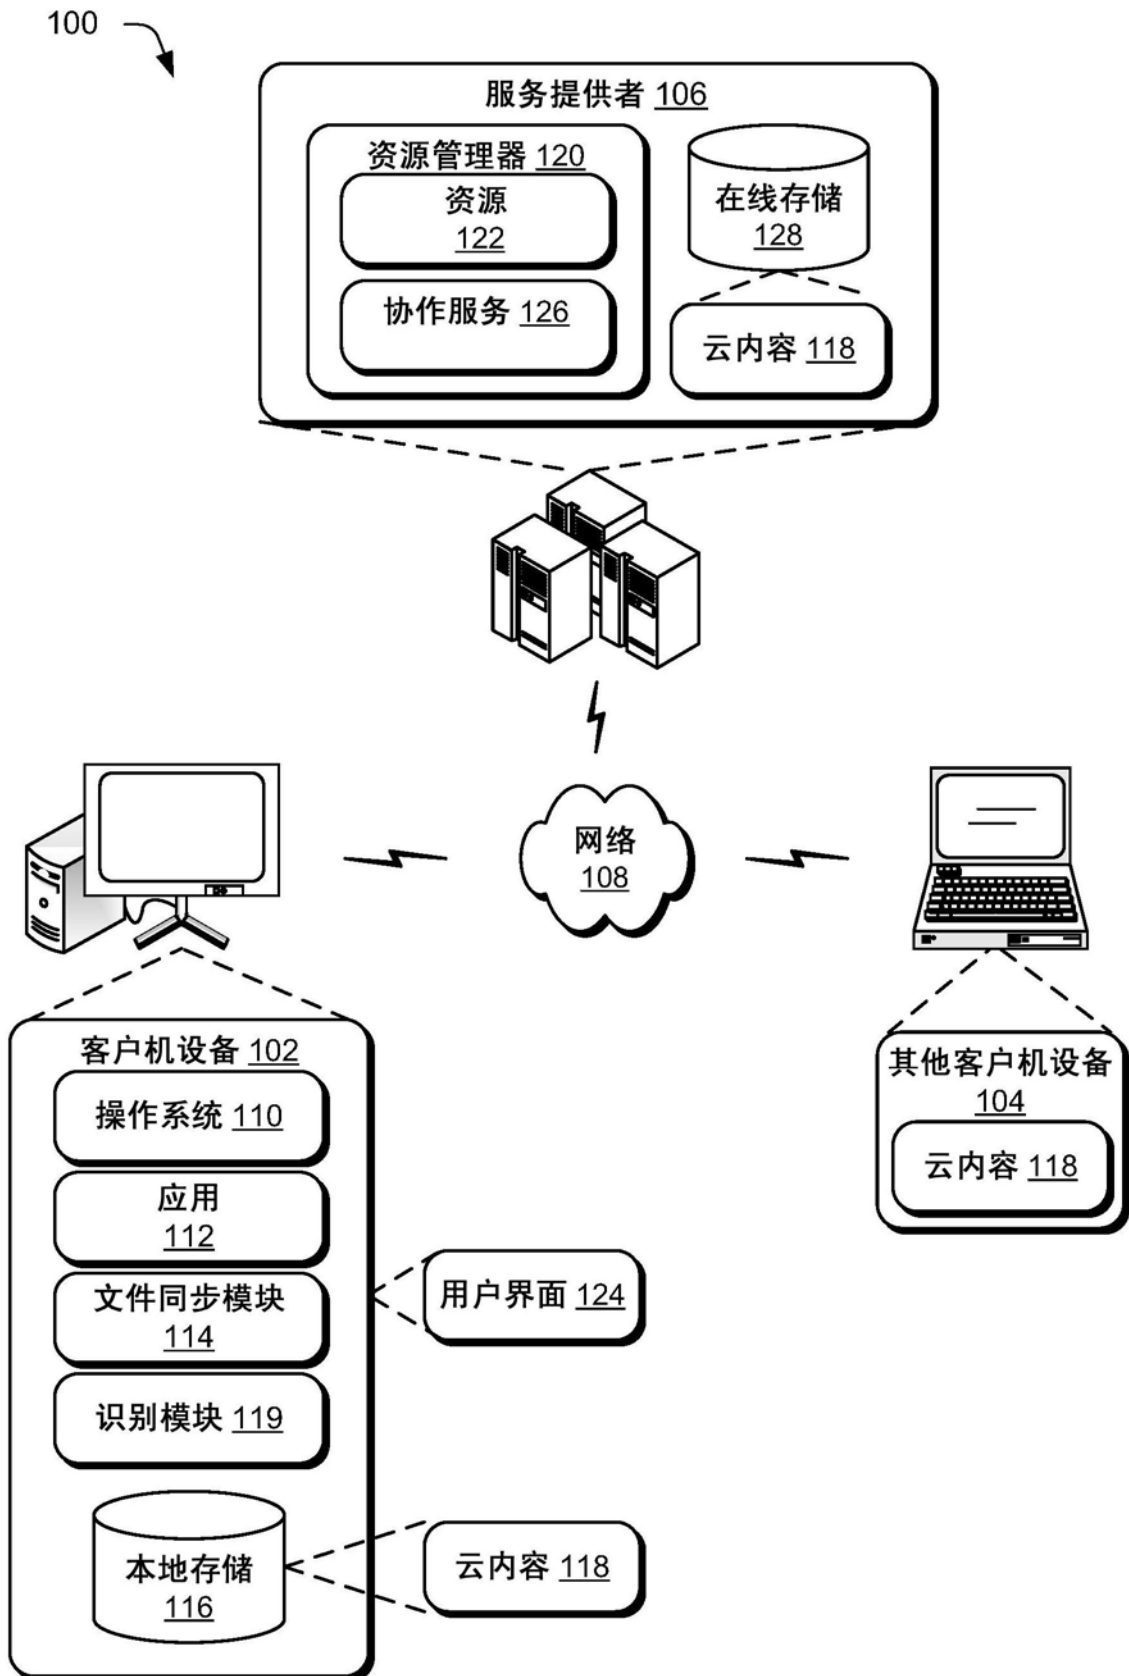 100
服务提供者 106
资源管理器 120
资源
122
协作服务 126
在线存储
128
云内容 118
网络
108
客户机设备 102
操作系统 110
应用
112
文件同步模块
114
识别模块 119
本地存储
116
用户界面 124
云内容 118
其他客户机设备
104
云内容 118